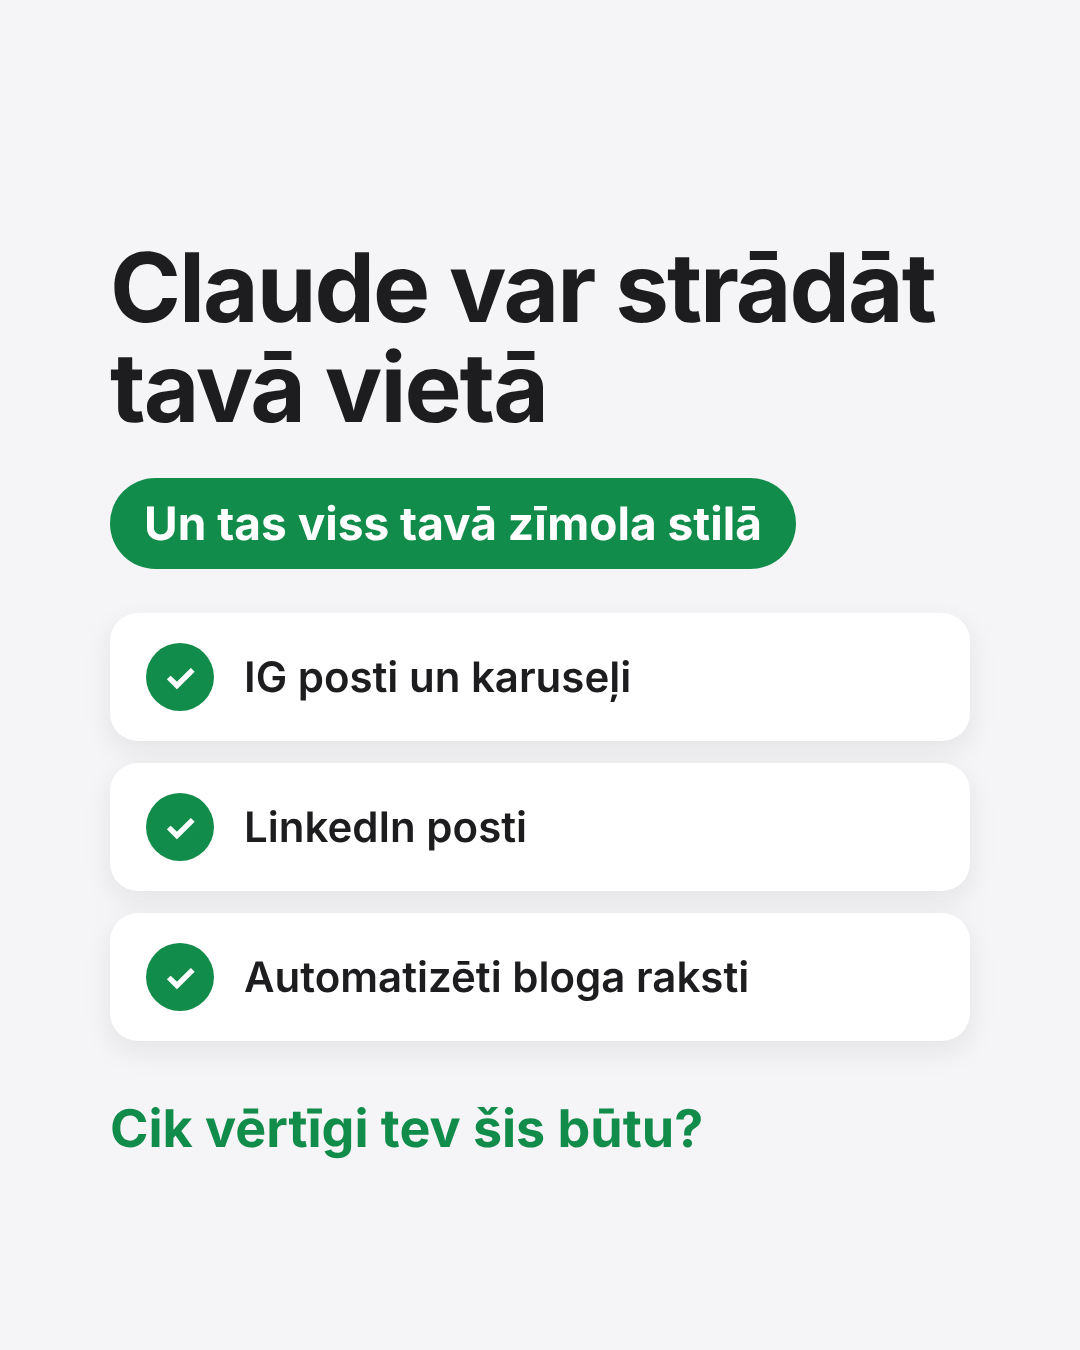 Claude var strādāt
tavā vietā
Un tas viss tavā zīmola stilā
IG posti un karuseļi
LinkedIn posti
Automatizēti bloga raksti
Cik vērtīgi tev šis būtu?